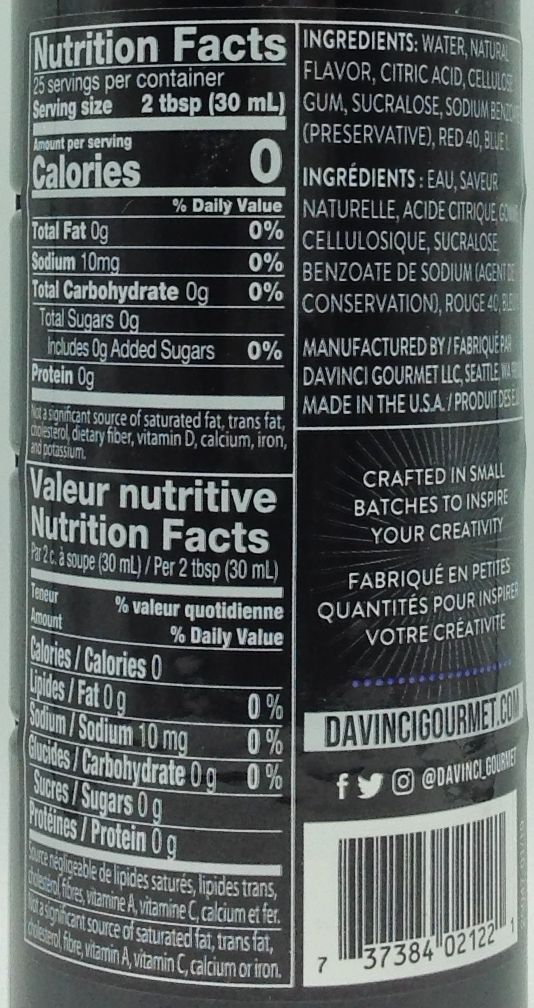 Nutrition Facts
25 servings per container
Serving size 2 tbsp (30 mL)
Amount per serving
Calories 0
% Daily Value
Total Fat 0g 0%
Sodium 10mg 0%
Total Carbohydrate 0g 0%
Total Sugars 0g
Includes 0g Added Sugars 0%
Protein 0g
Not a significant source of saturated fat, trans fat,
cholesterol, dietary fiber, vitamin D, calcium, iron,
and potassium.
Valeur nutritive
Nutrition Facts
Par 2 c. à soupe (30 mL) / Per 2 tbsp (30 mL)
Teneur % valeur quotidienne
Amount % Daily Value
Calories / Calories 0
Lipides / Fat 0 g 0 %
Sodium / Sodium 10 mg 0 %
Glucides / Carbohydrate 0 g 0 %
Sucres / Sugars 0 g
Protéines / Protein 0 g
Source négligeable de lipides saturés, lipides trans,
cholestérol, fibres, vitamine A, vitamine C, calcium et fer.
Not a significant source of saturated fat, trans fat,
cholesterol, fibre, vitamin A, vitamin C, calcium or iron.
INGREDIENTS: WATER, NATURAL
FLAVOR, CITRIC ACID, CELLULOSE
GUM, SUCRALOSE, SODIUM BENZOATE
(PRESERVATIVE), RED 40, BLUE 1.
INGRÉDIENTS : EAU, SAVEUR
NATURELLE, ACIDE CITRIQUE, GOMME
CELLULOSIQUE, SUCRALOSE,
BENZOATE DE SODIUM (AGENT DE
CONSERVATION), ROUGE 40,
MANUFACTURED BY / FABRIQUÉ PAR
DAVINCI GOURMET LLC, SEATTLE, WA
MADE IN THE U.S.A. / PRODUIT DES
CRAFTED IN SMALL
BATCHES TO INSPIRE
YOUR CREATIVITY
FABRIQUÉ EN PETITES
QUANTITÉS POUR INSPIRER
VOTRE CRÉATIVITÉ
DAVINCIGOURMET.COM
@DAVINCI_GOURMET
7 37384 02122 1